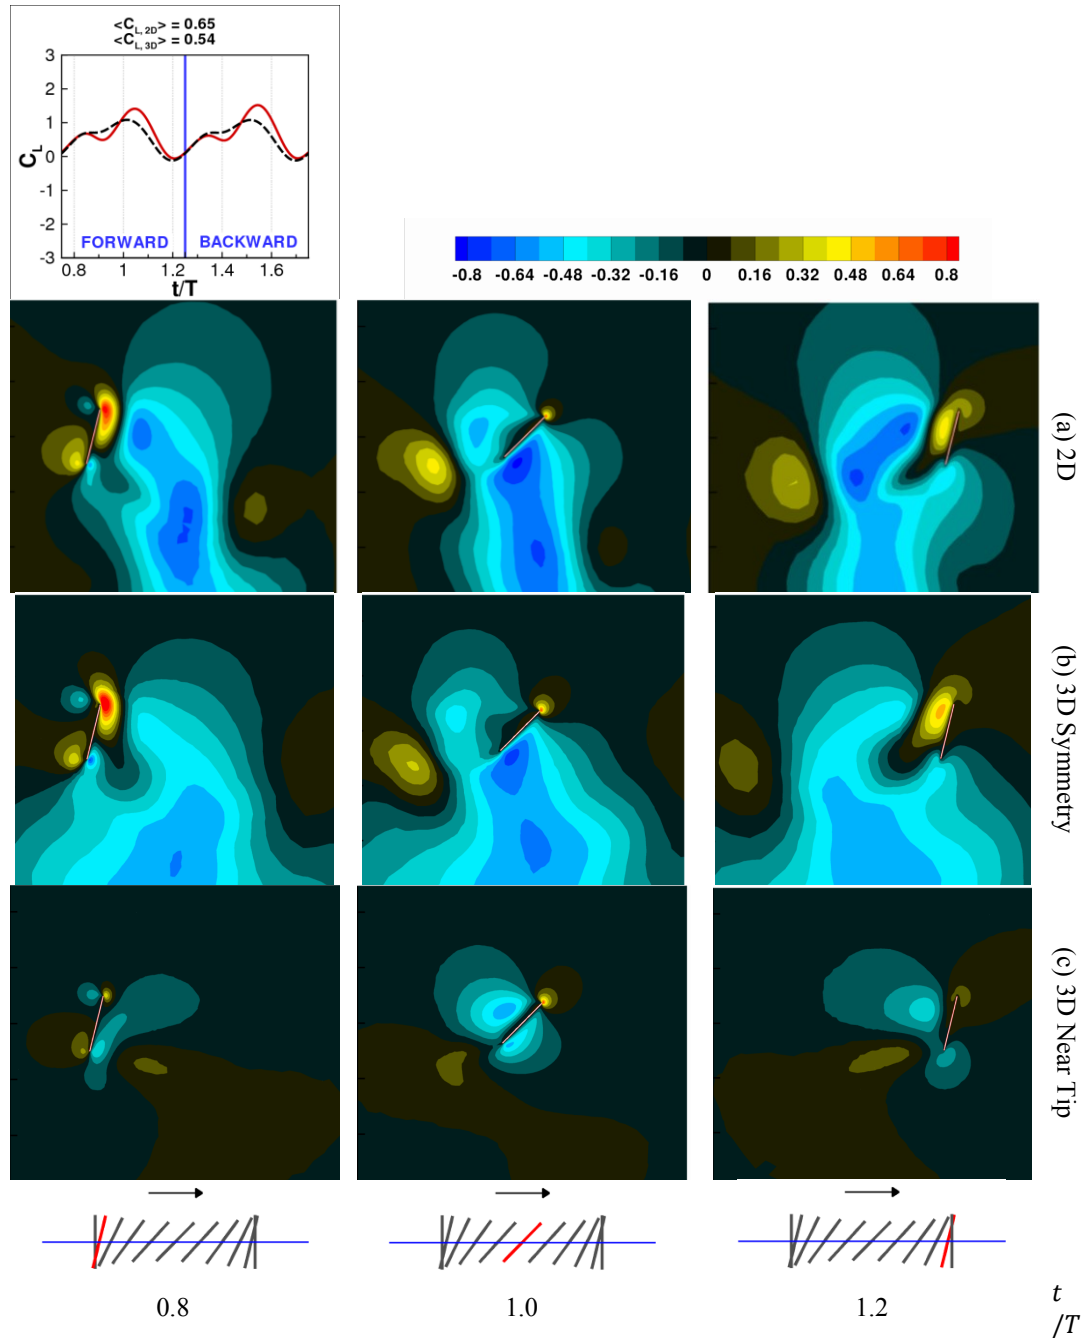 <C_L,2D> = 0.65
<C_L,3D> = 0.54
3
2
1
0
-1
-2
-3
C_L
FORWARD BACKWARD
0.8 1 1.2 1.4 1.6
t/T
-0.8 -0.64 -0.48 -0.32 -0.16 0 0.16 0.32 0.48 0.64 0.8
(a) 2D
(b) 3D Symmetry
(c) 3D Near Tip
0.8 1.0 1.2 t
/T